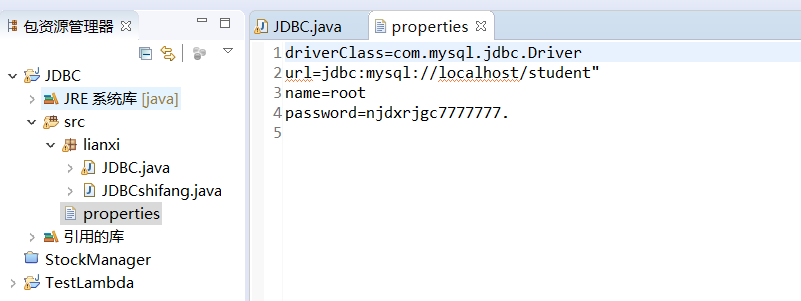 包资源管理器
JDBC
JRE 系统库 [java]
src
lianxi
JDBC.java
JDBCshifang.java
properties
引用的库
StockManager
TestLambda
JDBC.java
properties
1 driverClass=com.mysql.jdbc.Driver
2 url=jdbc:mysql://localhost/student"
3 name=root
4 password=njdxrjgc7777777.
5